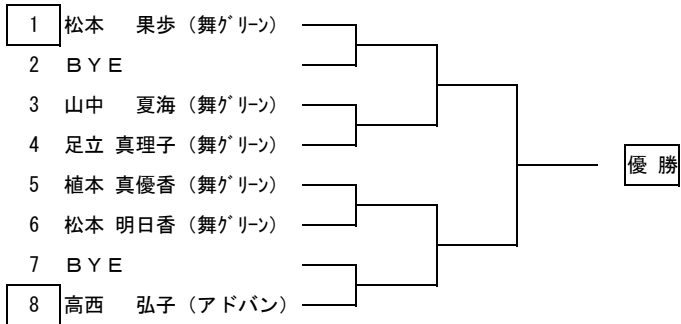 1 松本 果歩 (舞ｸﾞﾘｰﾝ)
2 ＢＹＥ
3 山中 夏海 (舞ｸﾞﾘｰﾝ)
4 足立 真理子 (舞ｸﾞﾘｰﾝ)
優 勝
5 植本 真優香 (舞ｸﾞﾘｰﾝ)
6 松本 明日香 (舞ｸﾞﾘｰﾝ)
7 ＢＹＥ
8 高西 弘子 (アドバン)